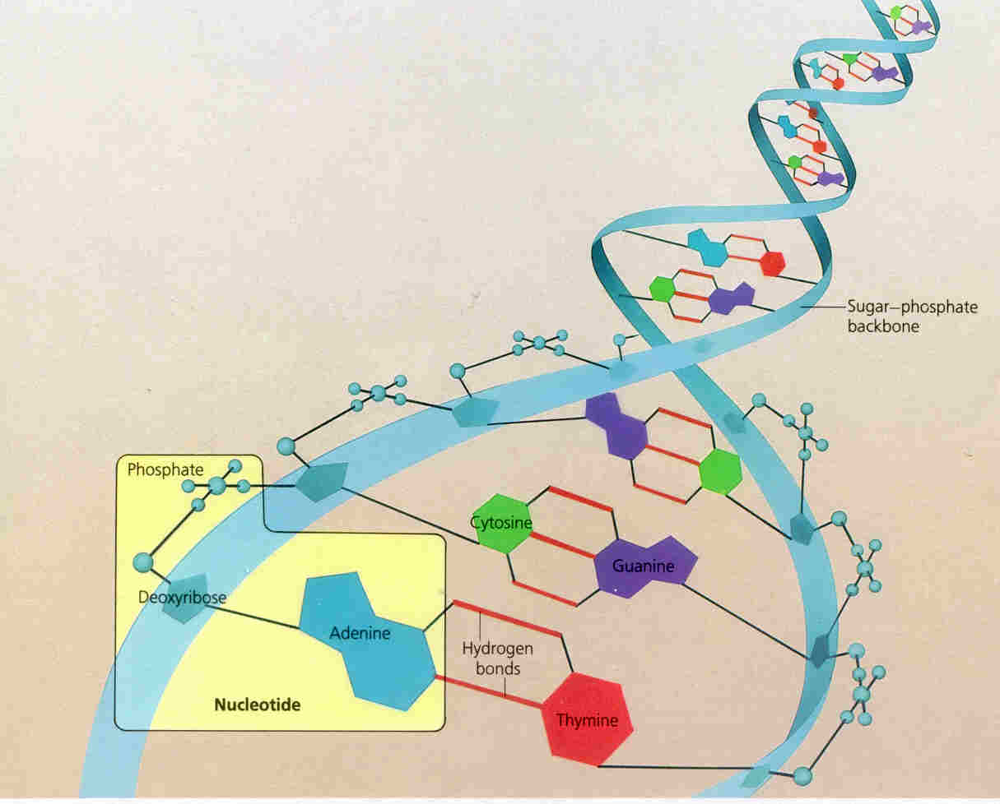 Sugar–phosphate
backbone
Phosphate
Cytosine
Guanine
Deoxyribose
Adenine
Hydrogen
bonds
Nucleotide
Thymine